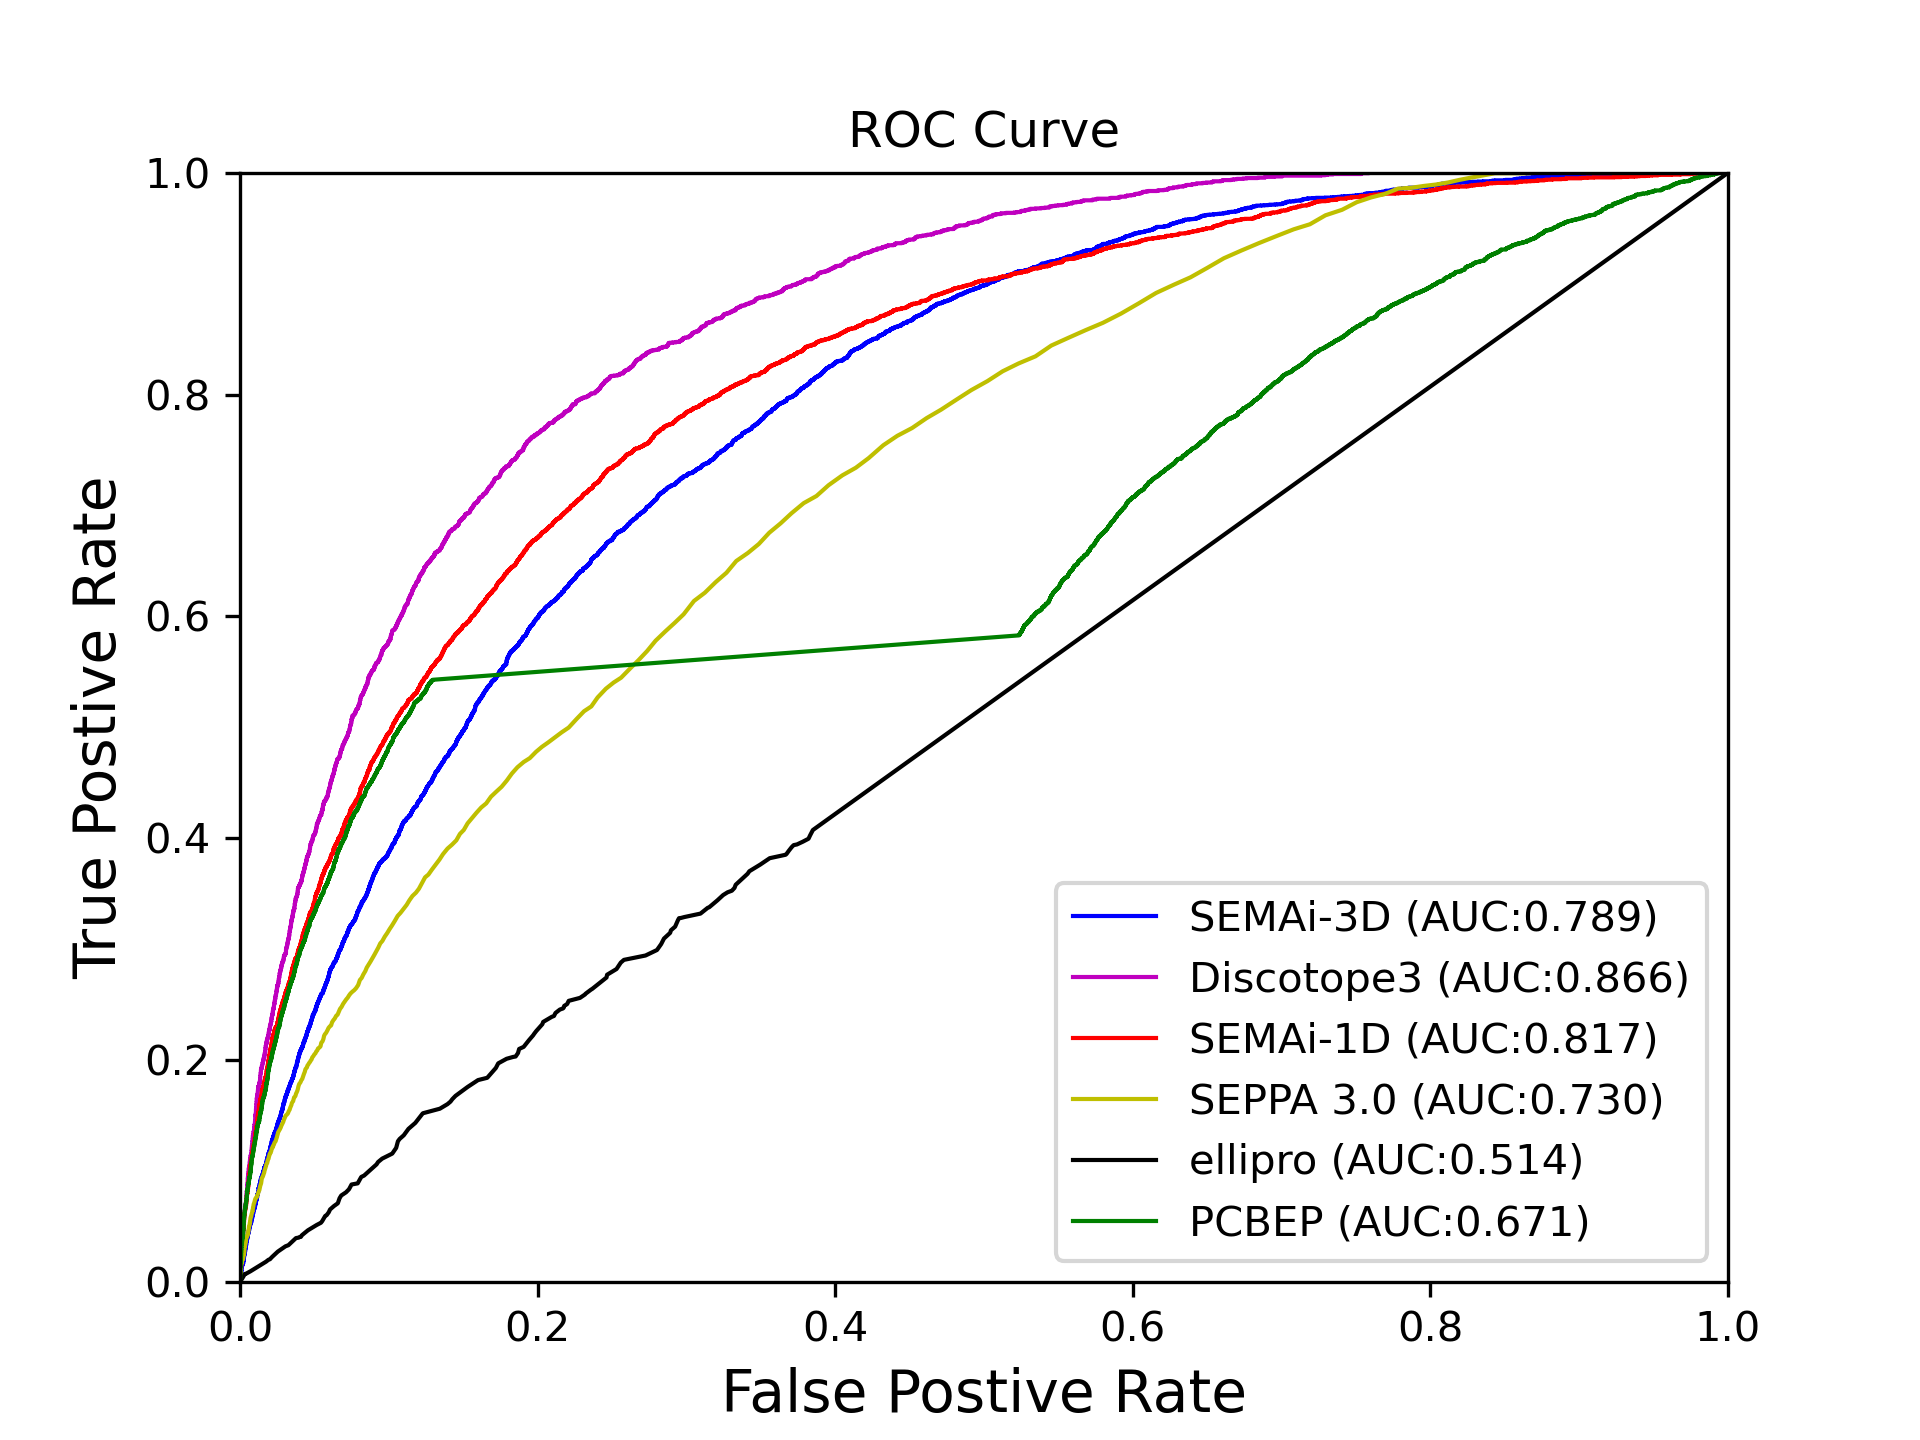 ROC Curve
1.0
0.8
0.6
0.4
0.2
0.0
True Postive Rate
SEMAi-3D (AUC:0.789)
Discotope3 (AUC:0.866)
SEMAi-1D (AUC:0.817)
SEPPA 3.0 (AUC:0.730)
ellipro (AUC:0.514)
PCBEP (AUC:0.671)
0.0 0.2 0.4 0.6 0.8 1.0
False Postive Rate